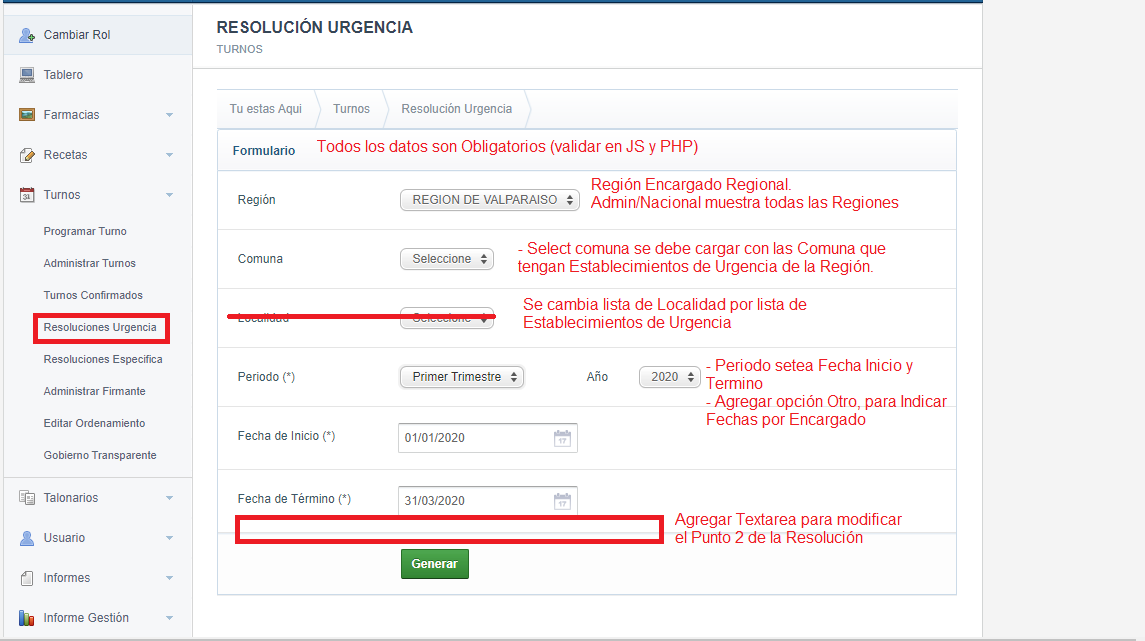 Cambiar Rol
Tablero
Farmacias
Recetas
Turnos
Programar Turno
Administrar Turnos
Turnos Confirmados
Resoluciones Urgencia
Resoluciones Especifica
Administrar Firmante
Editar Ordenamiento
Gobierno Transparente
Talonarios
Usuario
Informes
Informe Gestión
RESOLUCIÓN URGENCIA
TURNOS
Tu estas Aqui Turnos Resolución Urgencia
Formulario
Todos los datos son Obligatorios (validar en JS y PHP)
Región REGION DE VALPARAISO
Región Encargado Regional.
Admin/Nacional muestra todas las Regiones
Comuna Seleccione
- Select comuna se debe cargar con las Comuna que
tengan Establecimientos de Urgencia de la Región.
Localidad Seleccione
Se cambia lista de Localidad por lista de
Establecimientos de Urgencia
Periodo (*) Primer Trimestre Año 2020
- Periodo setea Fecha Inicio y
Termino
- Agregar opción Otro, para Indicar
Fechas por Encargado
Fecha de Inicio (*) 01/01/2020
Fecha de Término (*) 31/03/2020
Agregar Textarea para modificar
el Punto 2 de la Resolución
Generar